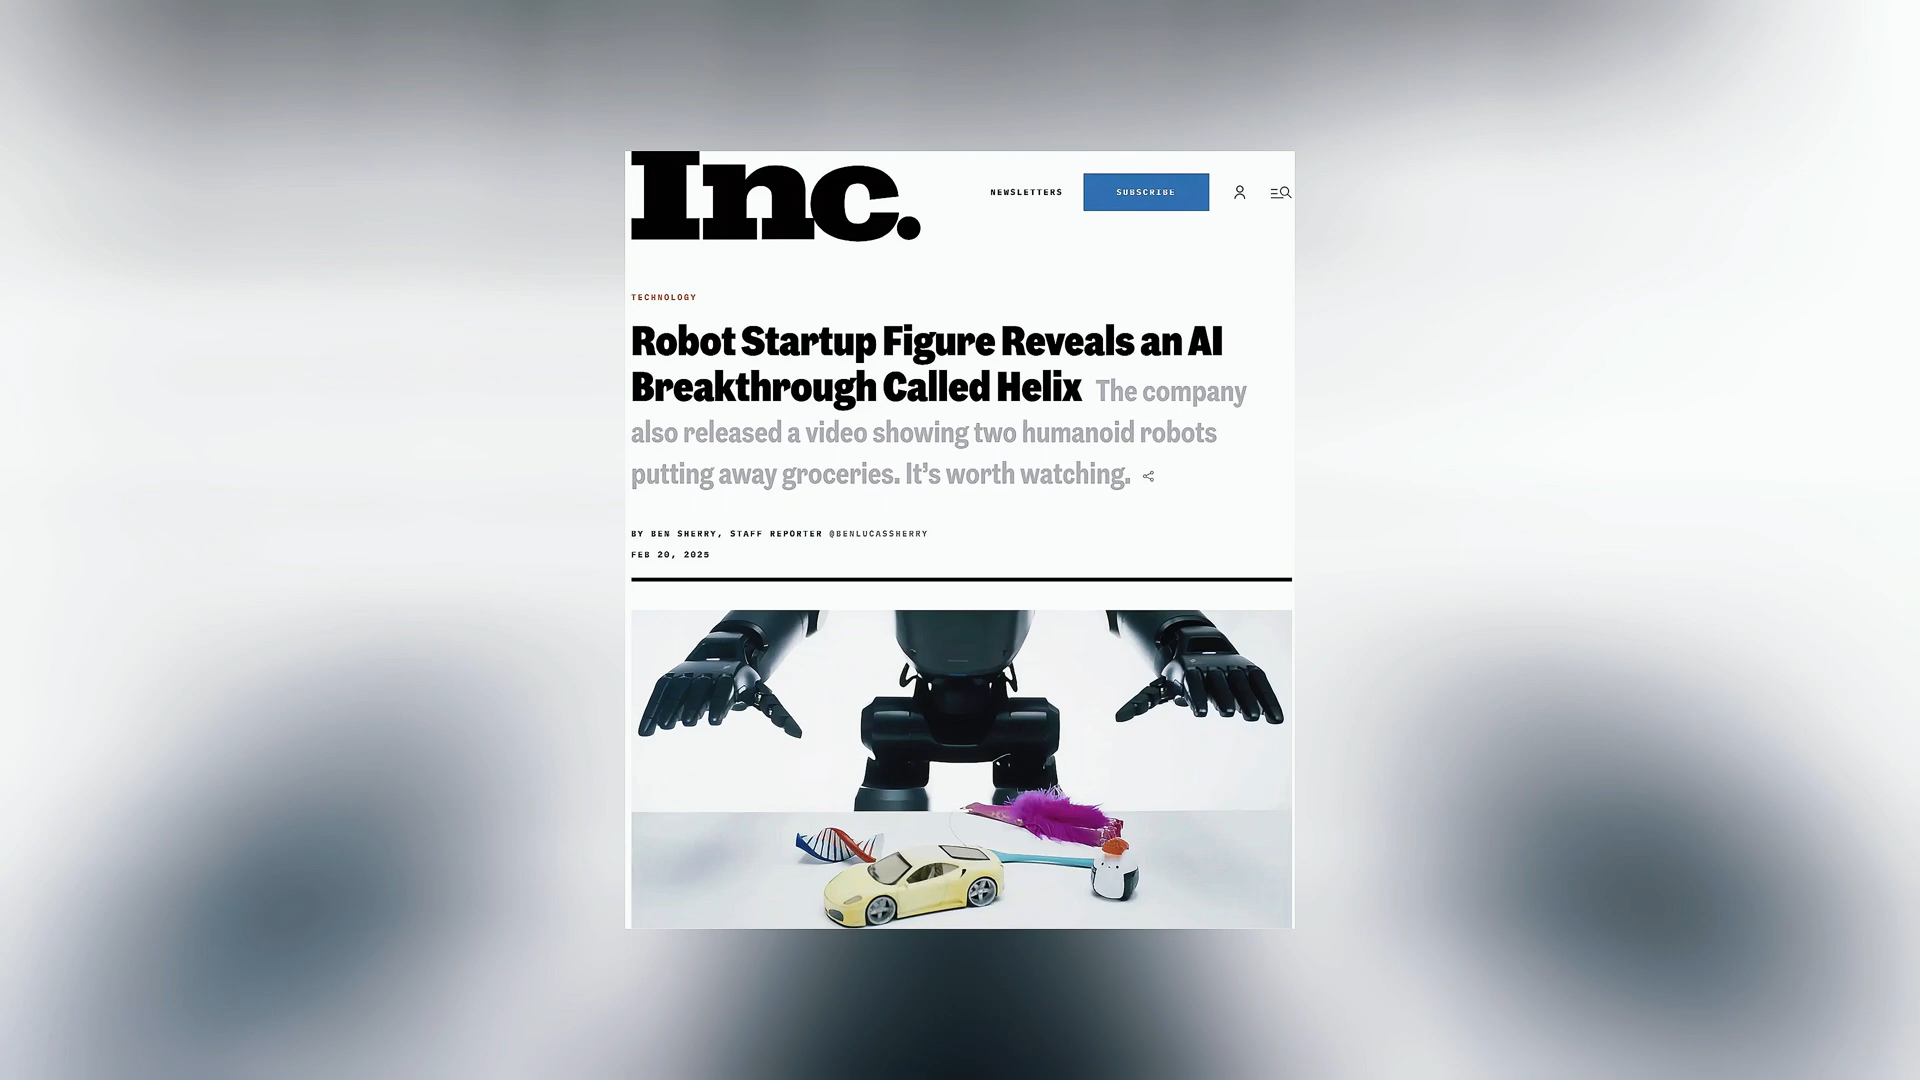 Inc.
NEWSLETTERS
SUBSCRIBE
TECHNOLOGY
Robot Startup Figure Reveals an AI
Breakthrough Called Helix The company
also released a video showing two humanoid robots
putting away groceries. It's worth watching.
BY BEN SHERRY, STAFF REPORTER @BENLUCASSHERRY
FEB 20, 2025